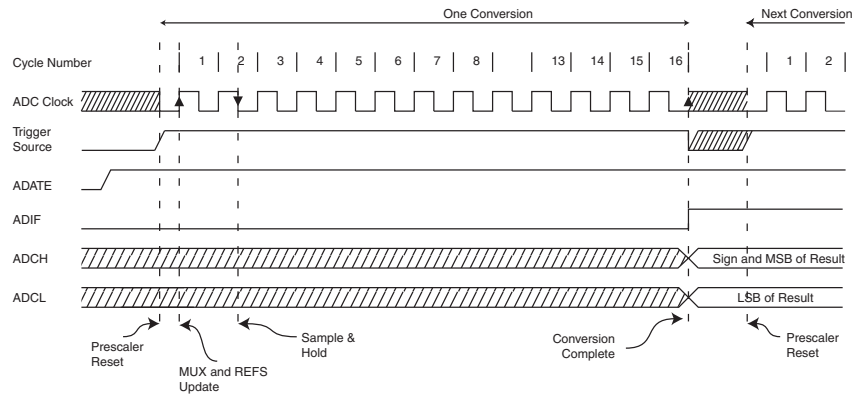 One Conversion
Next Conversion
Cycle Number
1 2 3 4 5 6 7 8 13 14 15 16 1 2
ADC Clock
Trigger
Source
ADATE
ADIF
ADCH
Sign and MSB of Result
ADCL
LSB of Result
Prescaler
Reset
MUX and REFS
Update
Sample &
Hold
Conversion
Complete
Prescaler
Reset